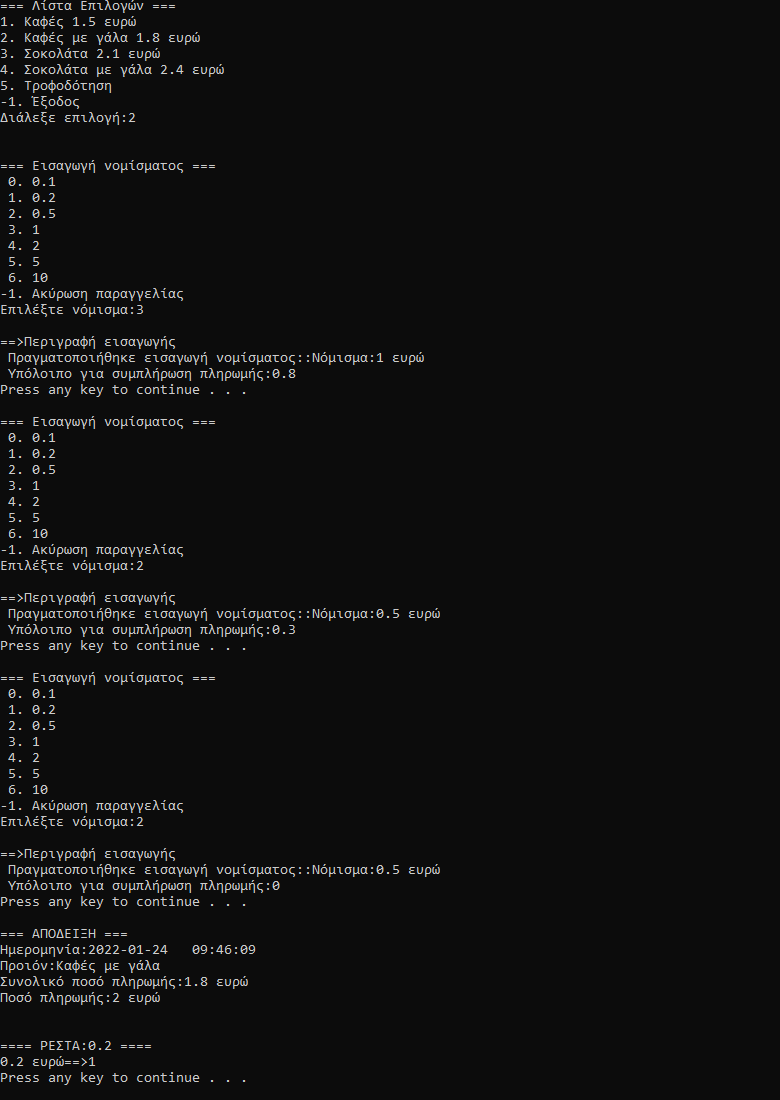 === Λίστα Επιλογών ===
1. Καφές 1.5 ευρώ
2. Καφές με γάλα 1.8 ευρώ
3. Σοκολάτα 2.1 ευρώ
4. Σοκολάτα με γάλα 2.4 ευρώ
5. Τροφοδότηση
-1. Έξοδος
Διάλεξε επιλογή:2
=== Εισαγωγή νομίσματος ===
0. 0.1
1. 0.2
2. 0.5
3. 1
4. 2
5. 5
6. 10
-1. Ακύρωση παραγγελίας
Επιλέξτε νόμισμα:3
==>Περιγραφή εισαγωγής
Πραγματοποιήθηκε εισαγωγή νομίσματος::Νόμισμα:1 ευρώ
Υπόλοιπο για συμπλήρωση πληρωμής:0.8
Press any key to continue . . .
=== Εισαγωγή νομίσματος ===
0. 0.1
1. 0.2
2. 0.5
3. 1
4. 2
5. 5
6. 10
-1. Ακύρωση παραγγελίας
Επιλέξτε νόμισμα:2
==>Περιγραφή εισαγωγής
Πραγματοποιήθηκε εισαγωγή νομίσματος::Νόμισμα:0.5 ευρώ
Υπόλοιπο για συμπλήρωση πληρωμής:0.3
Press any key to continue . . .
=== Εισαγωγή νομίσματος ===
0. 0.1
1. 0.2
2. 0.5
3. 1
4. 2
5. 5
6. 10
-1. Ακύρωση παραγγελίας
Επιλέξτε νόμισμα:2
==>Περιγραφή εισαγωγής
Πραγματοποιήθηκε εισαγωγή νομίσματος::Νόμισμα:0.5 ευρώ
Υπόλοιπο για συμπλήρωση πληρωμής:0
Press any key to continue . . .
=== ΑΠΟΔΕΙΞΗ ===
Ημερομηνία:2022-01-24 09:46:09
Προιόν:Καφές με γάλα
Συνολικό ποσό πληρωμής:1.8 ευρώ
Ποσό πληρωμής:2 ευρώ
==== ΡΕΣΤΑ:0.2 ====
0.2 ευρώ==>1
Press any key to continue . . .